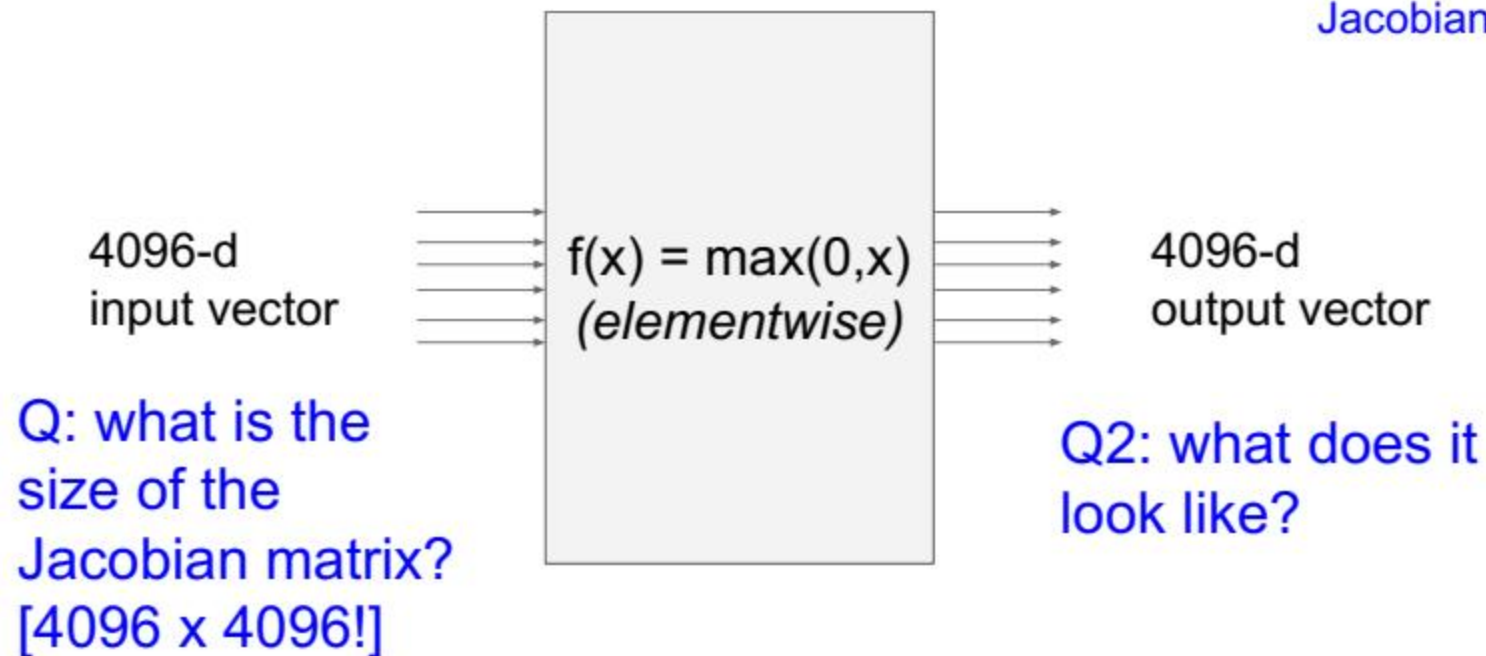 Jacobian
4096-d
input vector
f(x) = max(0,x)
(elementwise)
4096-d
output vector
Q: what is the
size of the
Jacobian matrix?
[4096 x 4096!]
Q2: what does it
look like?